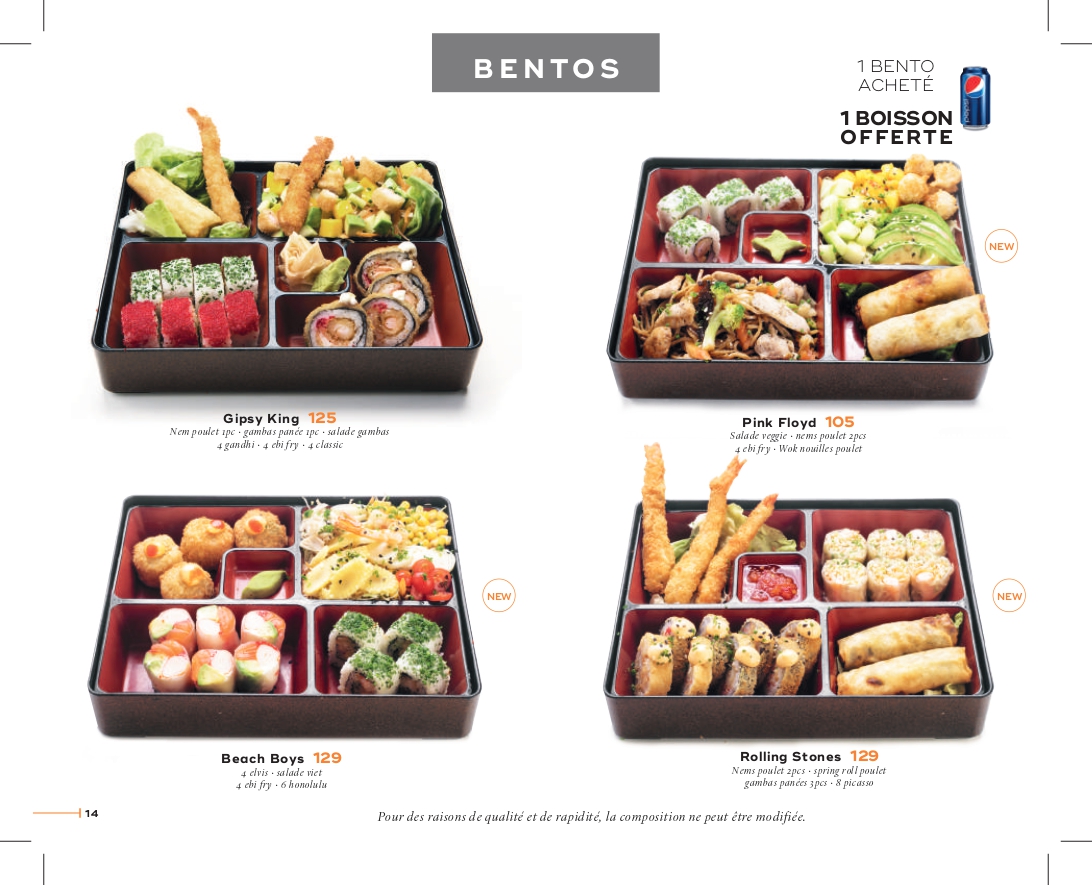 BENTOS
1 BENTO
ACHETÉ
1 BOISSON
OFFERTE
pepsi
Gipsy King 125
Nem poulet 1pc · gambas panée 1pc · salade gambas
4 gandhi · 4 ebi fry · 4 classic
NEW
Pink Floyd 105
Salade veggie · nems poulet 2pcs
4 ebi fry · Wok nouilles poulet
NEW
Beach Boys 129
4 elvis · salade viet
4 ebi fry · 6 honolulu
NEW
Rolling Stones 129
Nems poulet 2pcs · spring roll poulet
gambas panées 3pcs · 8 picasso
14
Pour des raisons de qualité et de rapidité, la composition ne peut être modifiée.